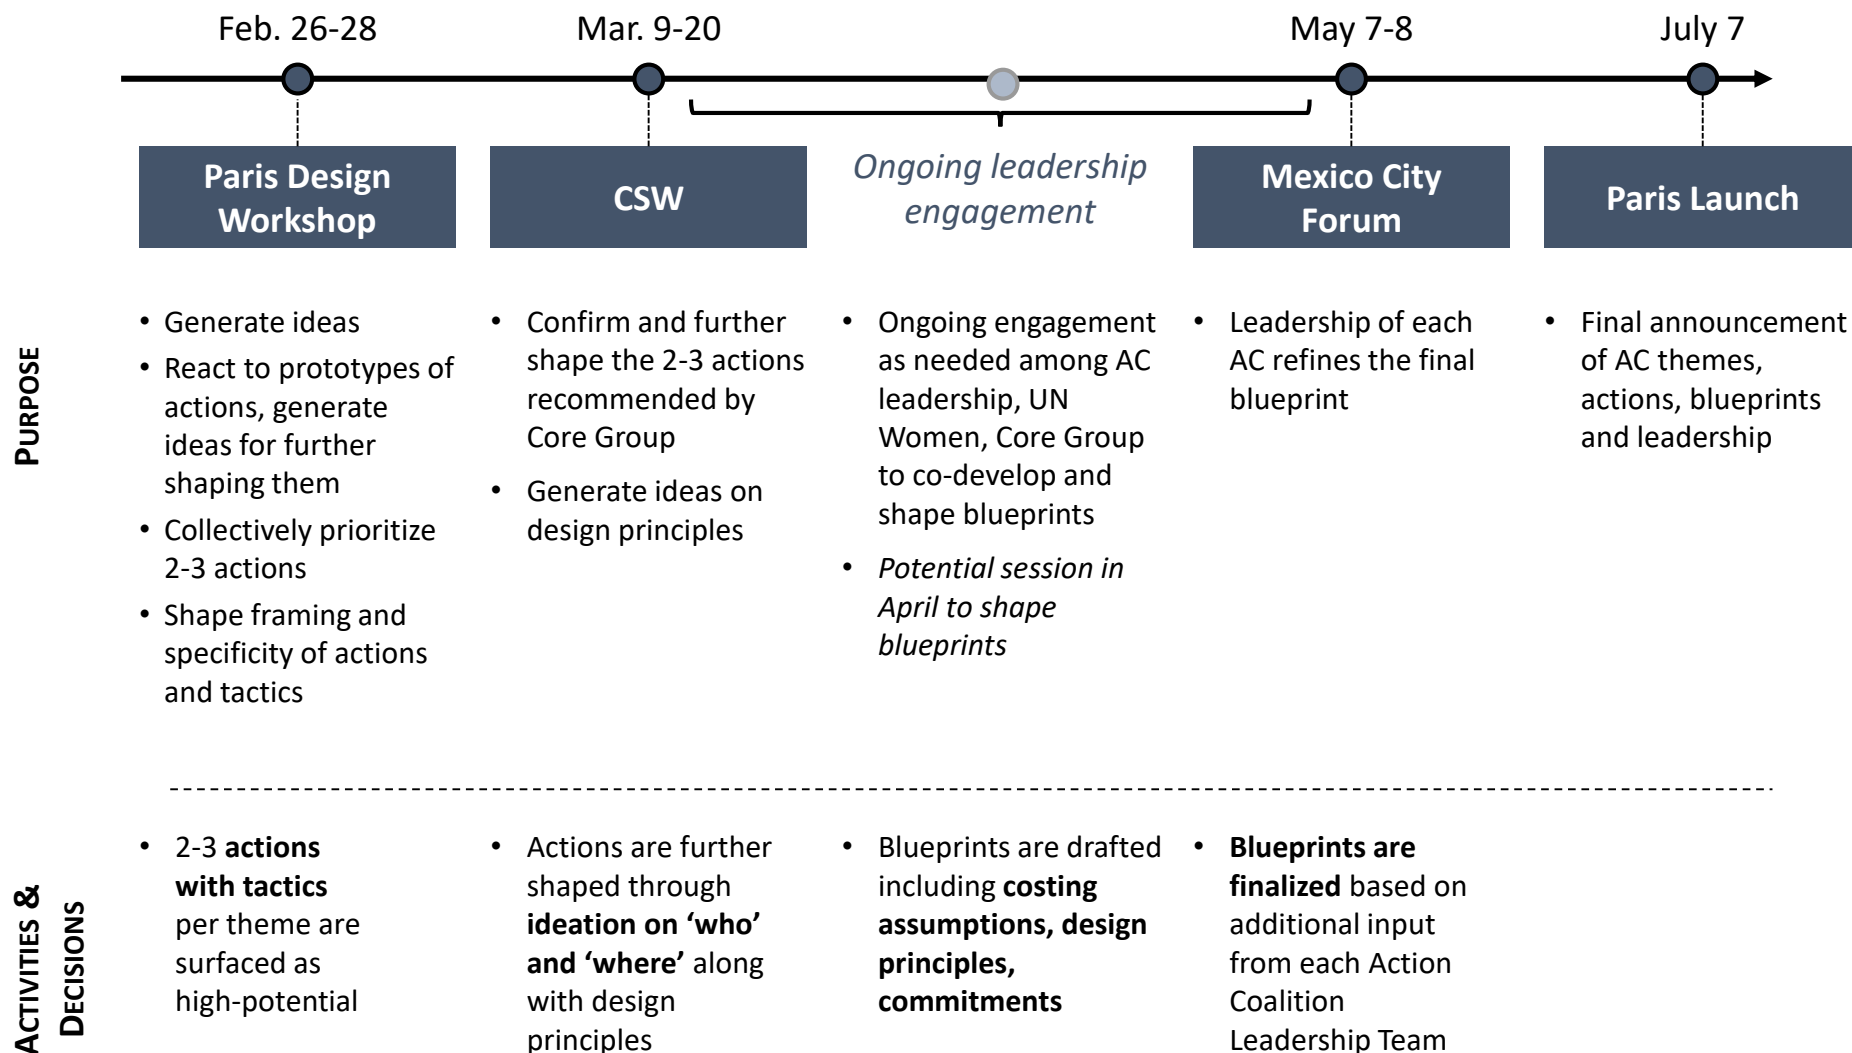 Feb. 26-28
Mar. 9-20
May 7-8
July 7
Paris Design
Workshop
CSW
Ongoing leadership
engagement
Mexico City
Forum
Paris Launch
PURPOSE
• Generate ideas
• React to prototypes of
actions, generate
ideas for further
shaping them
• Collectively prioritize
2-3 actions
• Shape framing and
specificity of actions
and tactics
• Confirm and further
shape the 2-3 actions
recommended by
Core Group
• Generate ideas on
design principles
• Ongoing engagement
as needed among AC
leadership, UN
Women, Core Group
to co-develop and
shape blueprints
• Potential session in
April to shape
blueprints
• Leadership of each
AC refines the final
blueprint
• Final announcement
of AC themes,
actions, blueprints
and leadership
ACTIVITIES &
DECISIONS
• 2-3 actions
with tactics
per theme are
surfaced as
high-potential
• Actions are further
shaped through
ideation on ‘who’
and ‘where’ along
with design
principles
• Blueprints are drafted
including costing
assumptions, design
principles,
commitments
• Blueprints are
finalized based on
additional input
from each Action
Coalition
Leadership Team